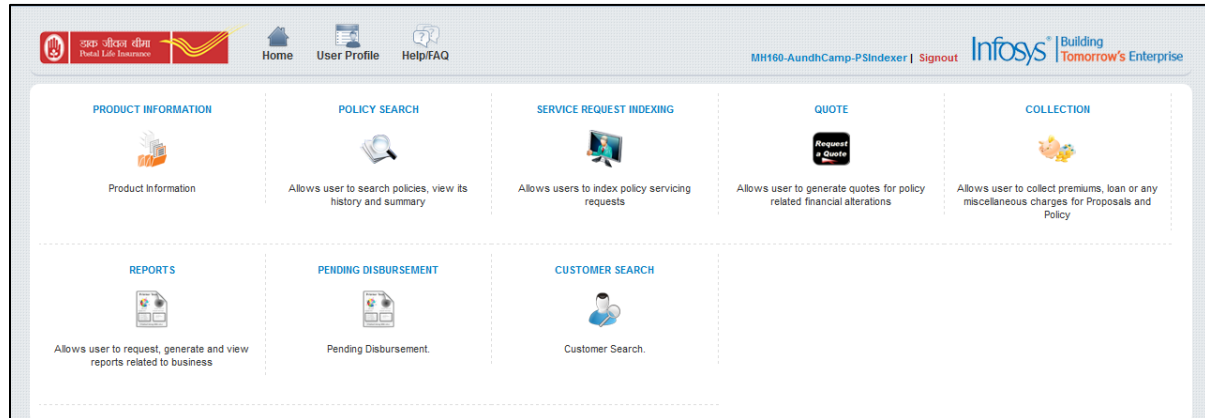 डाक जीवन बीमा
Postal Life Insurance
Home User Profile Help/FAQ
MH160-AundhCamp-PSIndexer | Signout
Infosys® | Building
Tomorrow's Enterprise
PRODUCT INFORMATION
Product Information
POLICY SEARCH
Allows user to search policies, view its
history and summary
SERVICE REQUEST INDEXING
Allows users to index policy servicing
requests
QUOTE
Request
a Quote
Allows user to generate quotes for policy
related financial alterations
COLLECTION
Allows user to collect premiums, loan or any
miscellaneous charges for Proposals and
Policy
REPORTS
Allows user to request, generate and view
reports related to business
PENDING DISBURSEMENT
Pending Disbursement.
CUSTOMER SEARCH
Customer Search.